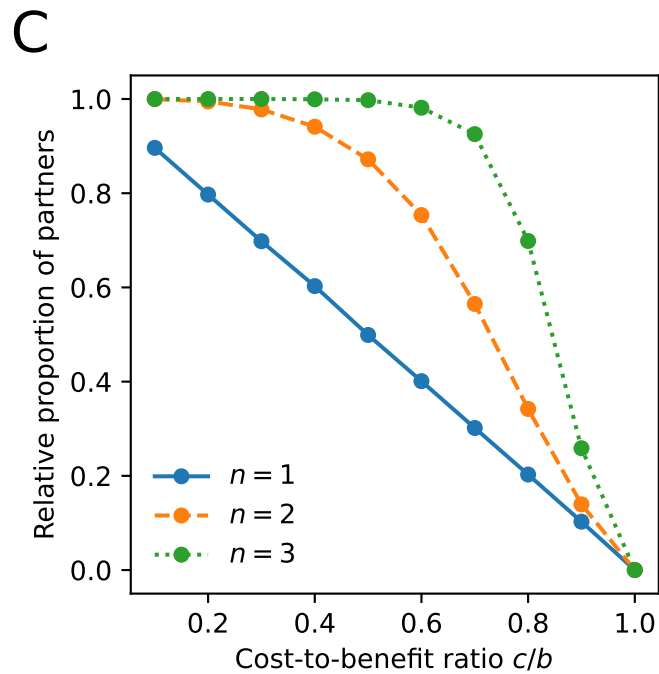 C
Relative proportion of partners
1.0
0.8
0.6
0.4
0.2
0.0
n = 1
n = 2
n = 3
0.2 0.4 0.6 0.8 1.0
Cost-to-benefit ratio c/b